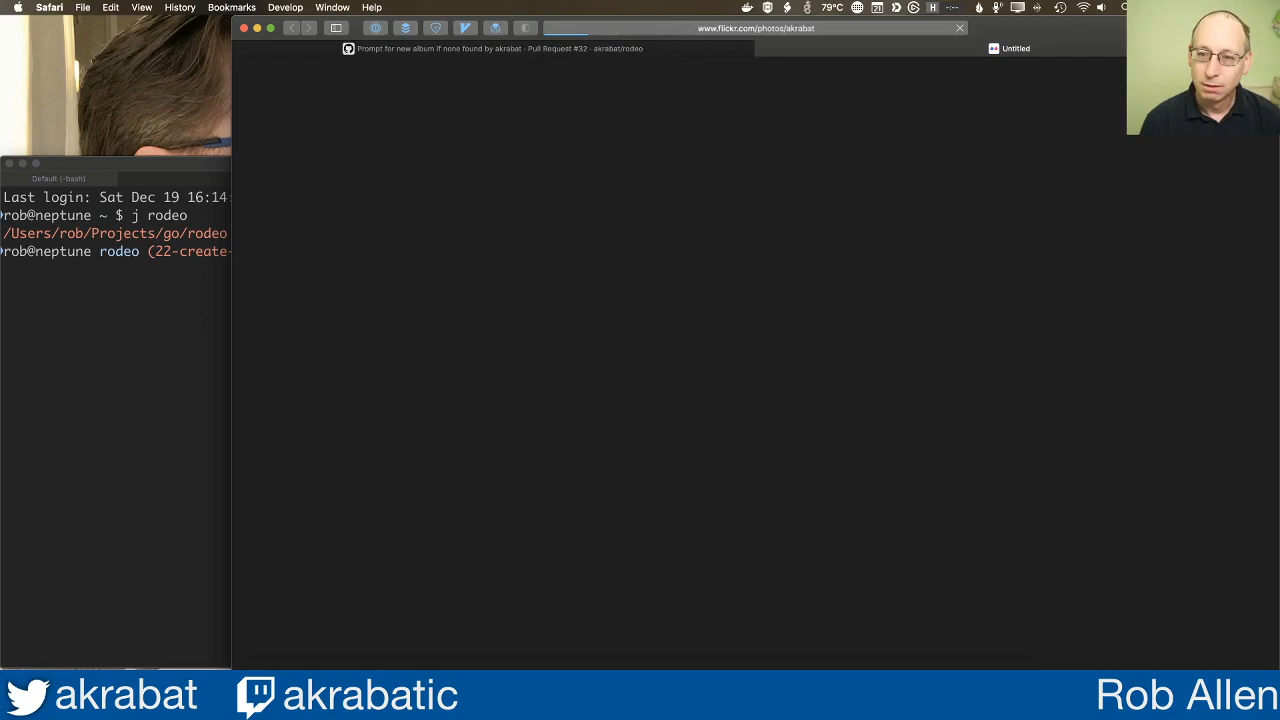 Safari File Edit View History Bookmarks Develop Window Help
79°C
www.flickr.com/photos/akrabat
Prompt for new album if none found by akrabat · Pull Request #32 · akrabat/rodeo
Untitled
Default (-bash)
Last login: Sat Dec 19 16:14:
rob@neptune ~ $ j rodeo
/Users/rob/Projects/go/rodeo
rob@neptune rodeo (22-create-
akrabat akrabatic Rob Allen